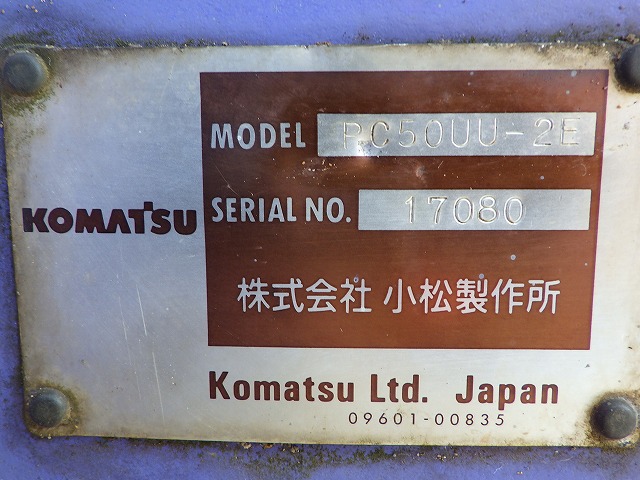 KOMATSU
MODEL PC50UU-2E
SERIAL NO. 17080
株式会社 小松製作所
Komatsu Ltd. Japan
09601-00835